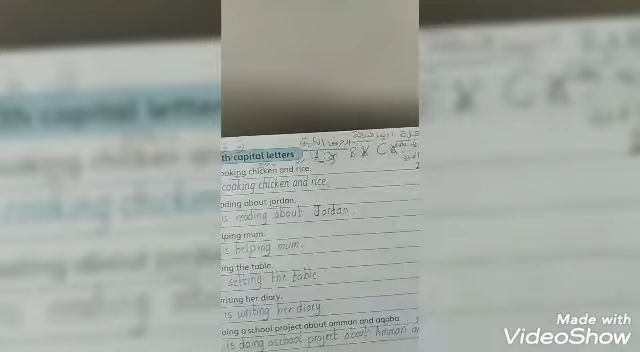 th capital letters
ooking chicken and rice.
cooking chicken and rice.
ding about jordan.
is reading about Jordan.
lping mum.
is helping mum.
ing the table.
setting the table
riting her diary.
is writing her diary
oing a school project about amman and aqaba.
is doing aschool project about Amman a
Made with
VideoShow